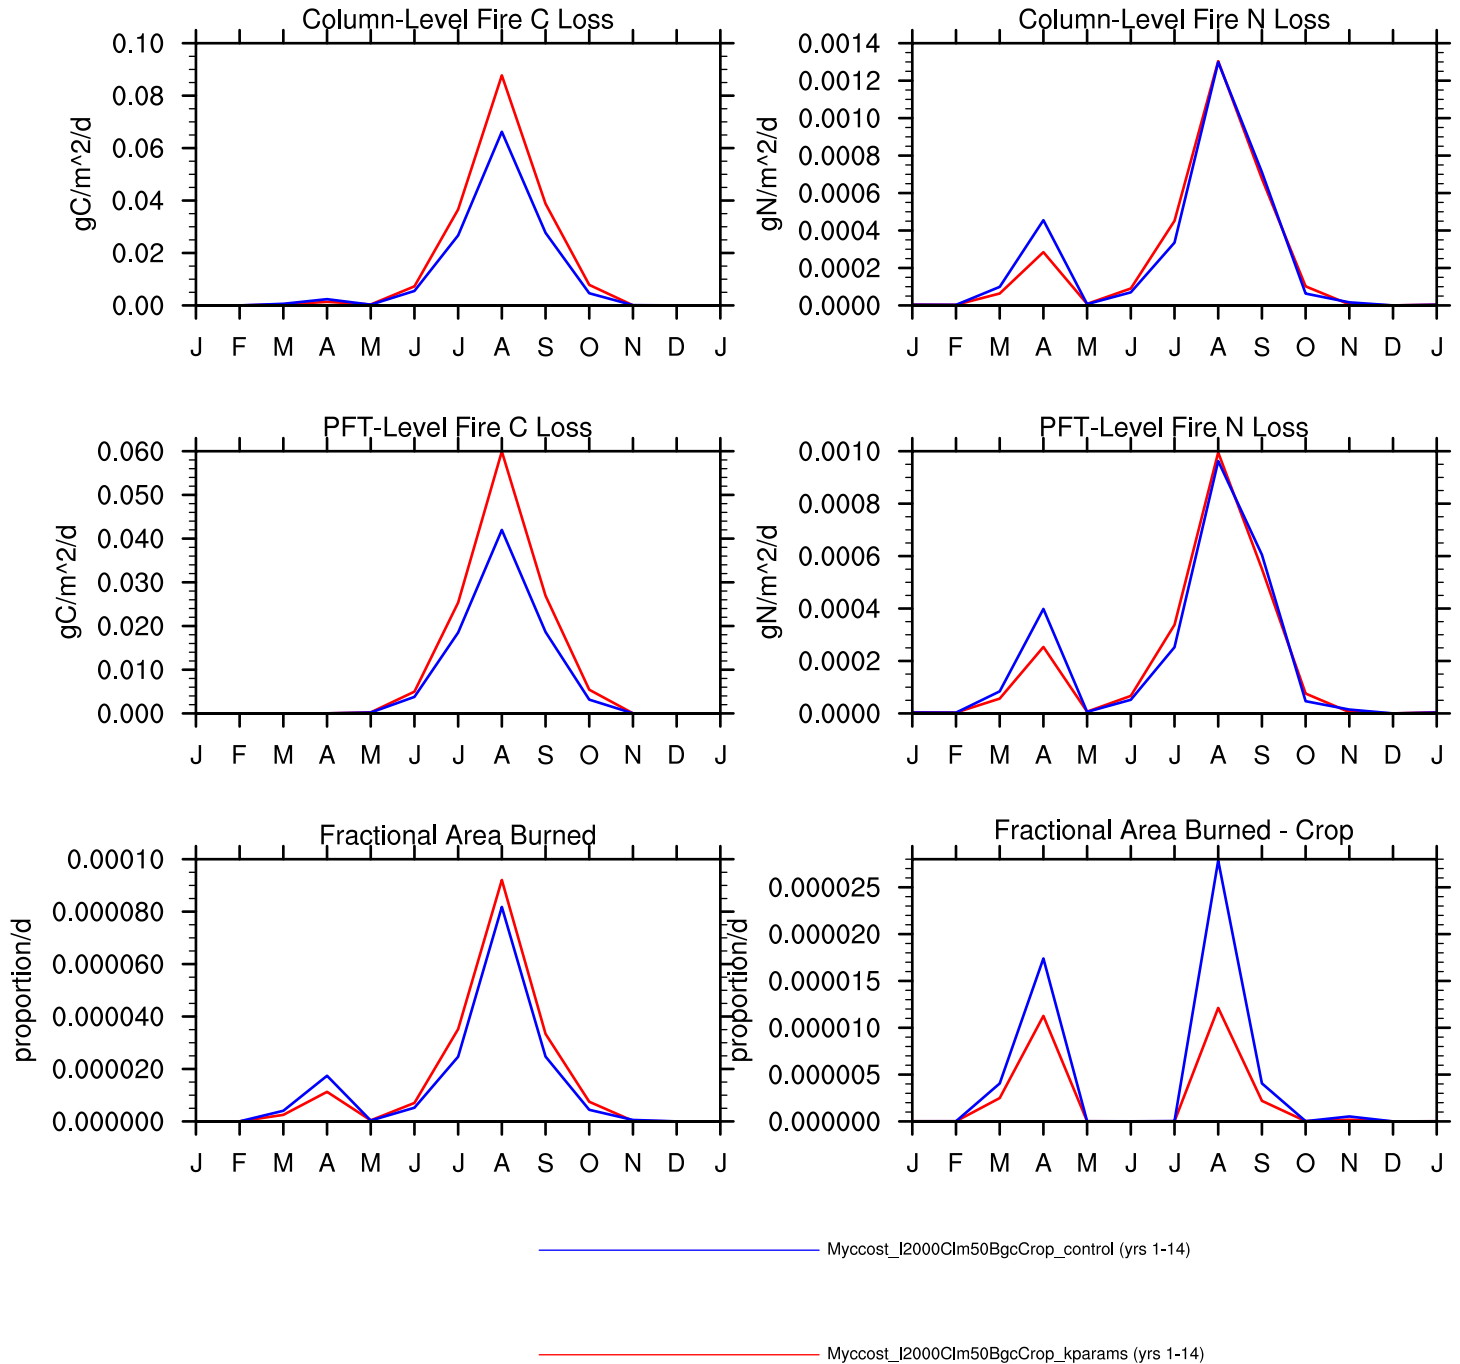 Column-Level Fire C Loss
gC/m^2/d
0.10
0.08
0.06
0.04
0.02
0.00
J F M A M J J A S O N D J
Column-Level Fire N Loss
gN/m^2/d
0.0014
0.0012
0.0010
0.0008
0.0006
0.0004
0.0002
0.0000
J F M A M J J A S O N D J
PFT-Level Fire C Loss
gC/m^2/d
0.060
0.050
0.040
0.030
0.020
0.010
0.000
J F M A M J J A S O N D J
PFT-Level Fire N Loss
gN/m^2/d
0.0010
0.0008
0.0006
0.0004
0.0002
0.0000
J F M A M J J A S O N D J
Fractional Area Burned
proportion/d
0.00010
0.000080
0.000060
0.000040
0.000020
0.000000
J F M A M J J A S O N D J
Fractional Area Burned - Crop
proportion/d
0.000025
0.000020
0.000015
0.000010
0.000005
0.000000
J F M A M J J A S O N D J
Myccost_I2000Clm50BgcCrop_control (yrs 1-14)
Myccost_I2000Clm50BgcCrop_kparams (yrs 1-14)